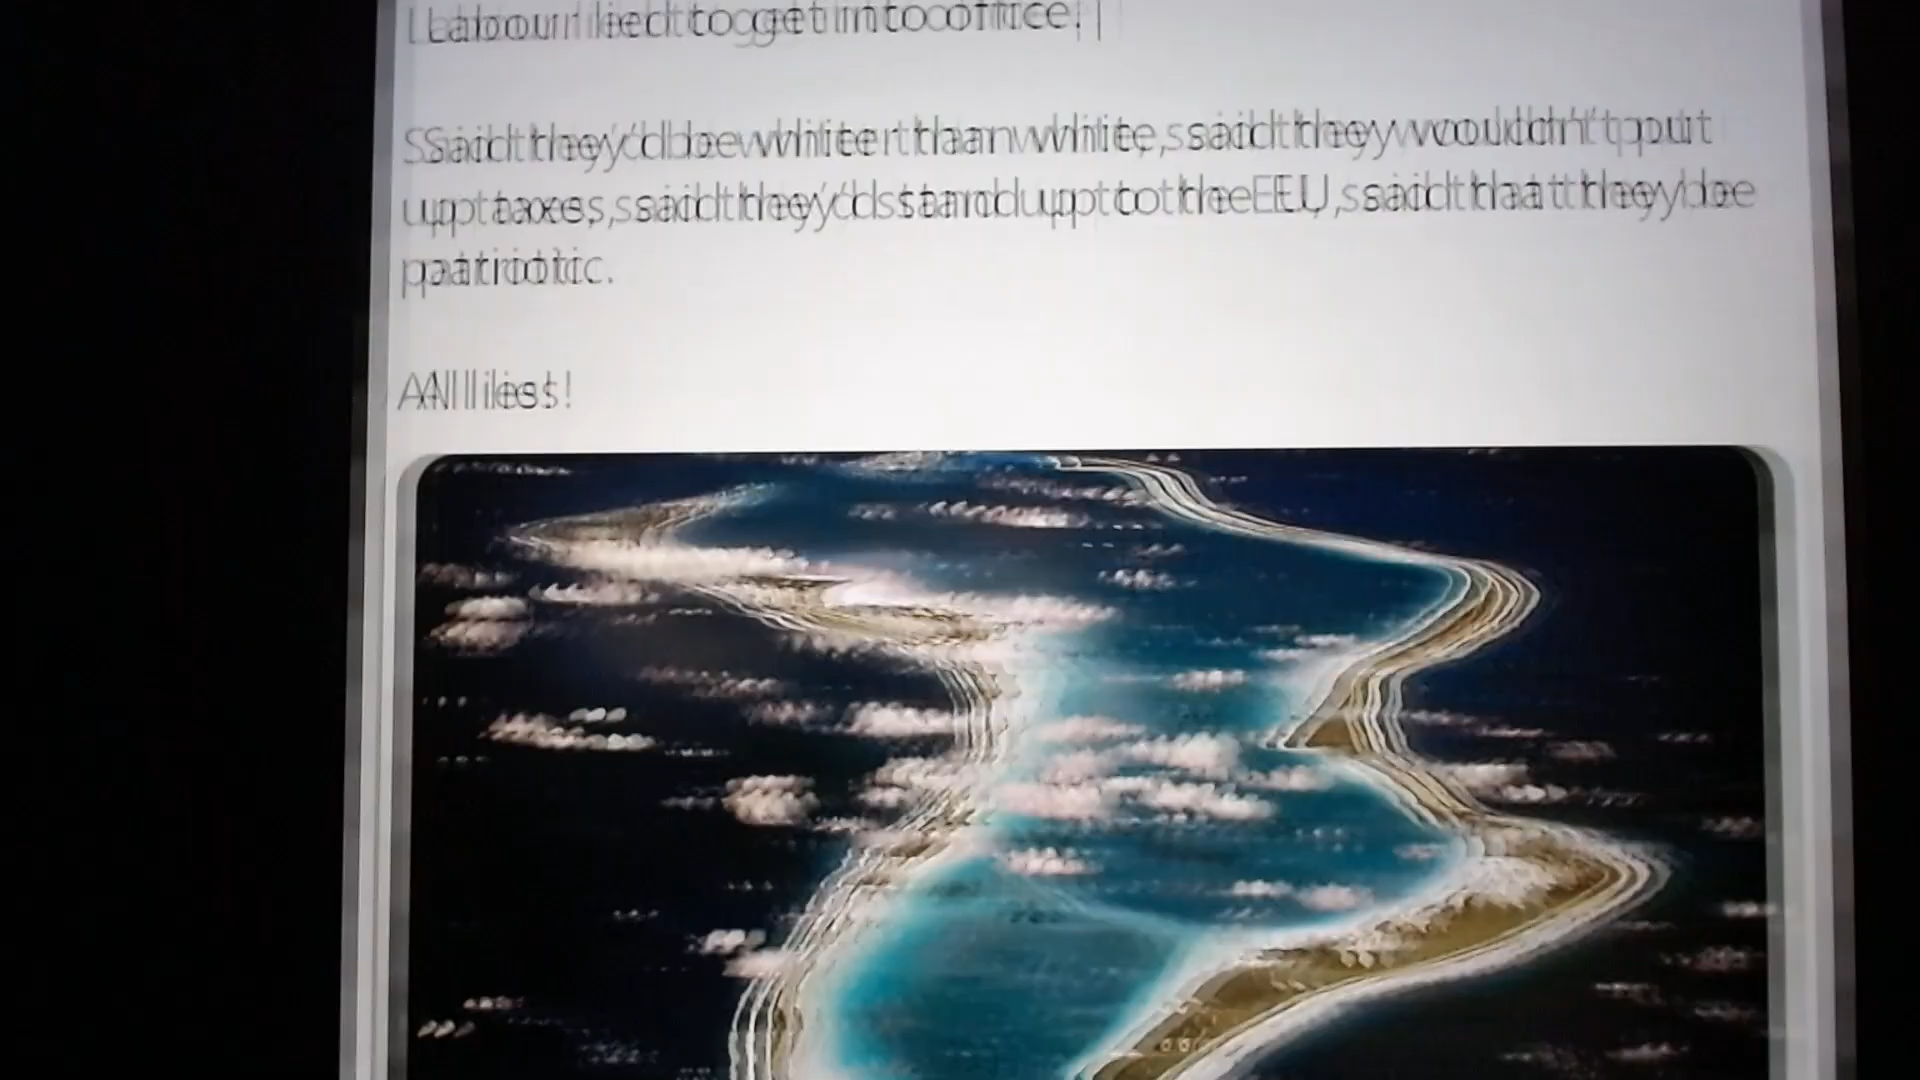 Labour lied to get into office!
Said they'd be whiter than white, said they wouldn't put
up taxes, said they'd stand up to the EU, said that they be
patriotic.
All lies!